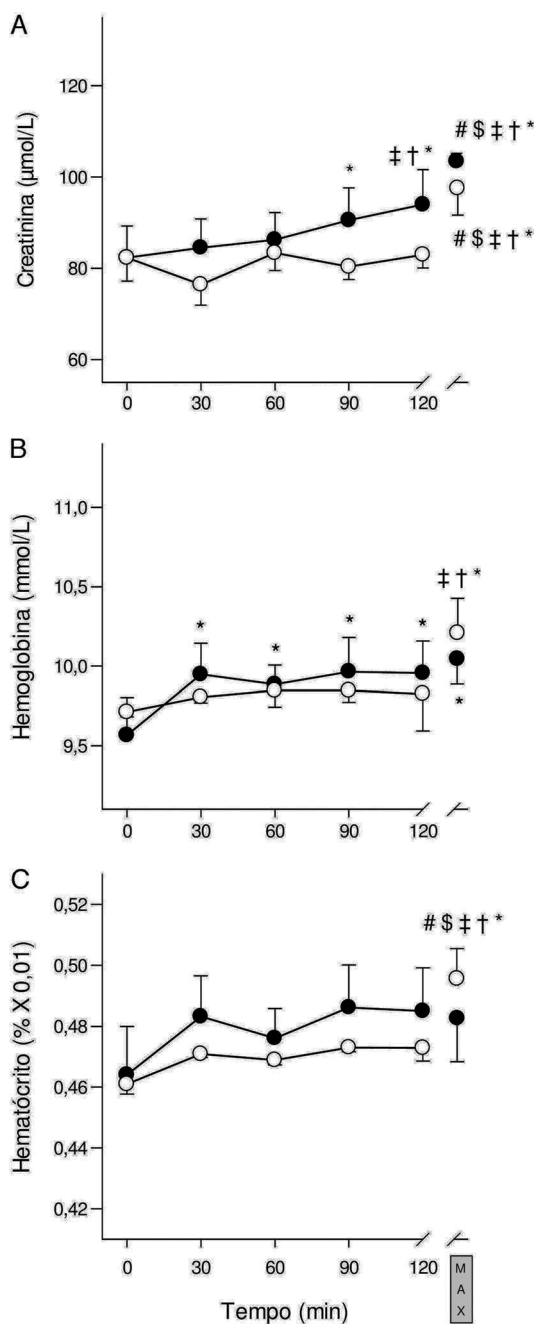 A
Creatinina (µmol/L)
120
100
80
60
* ‡ † * # $ ‡ † *
# $ ‡ † *
0 30 60 90 120
B
Hemoglobina (mmol/L)
11,0
10,5
10,0
9,5
‡ † *
* * * *
*
0 30 60 90 120
C
Hematócrito (% X 0,01)
0,52
0,50
0,48
0,46
0,44
0,42
# $ ‡ † *
0 30 60 90 120
Tempo (min)
M
A
X